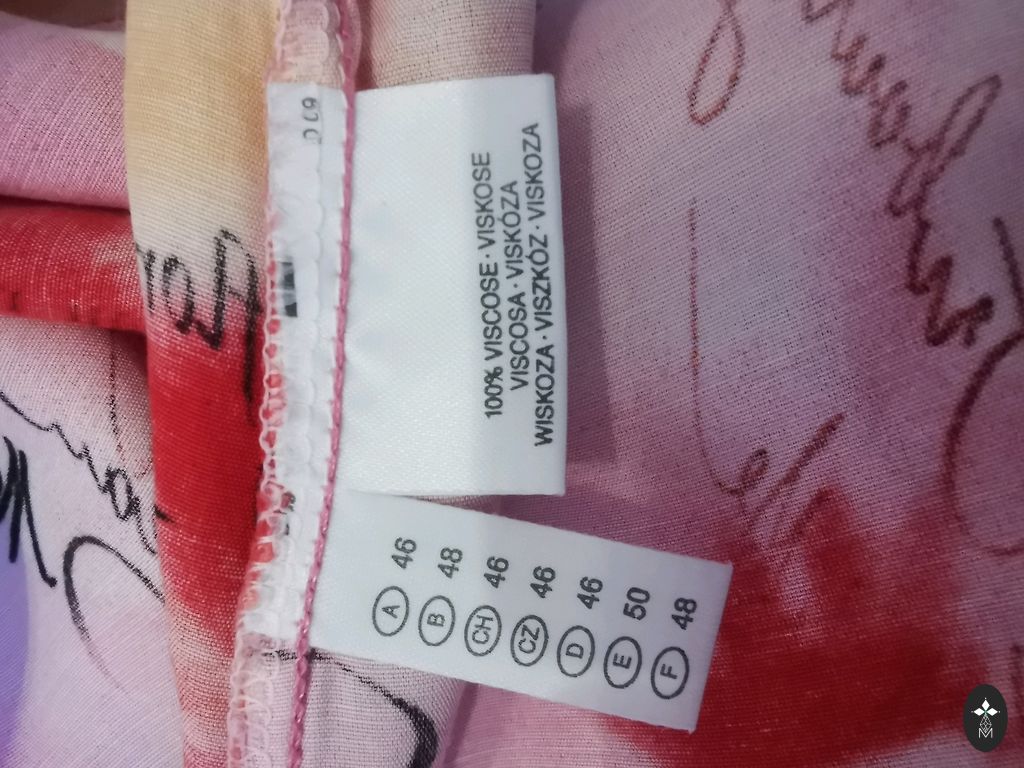 100% VISCOSE · VISKOSE
VISCOSA · VISKÓZA
WISKOZA · VISZKÓZ · VISKOZA
A 46
B 48
CH 46
CZ 46
D 46
E 50
F 48